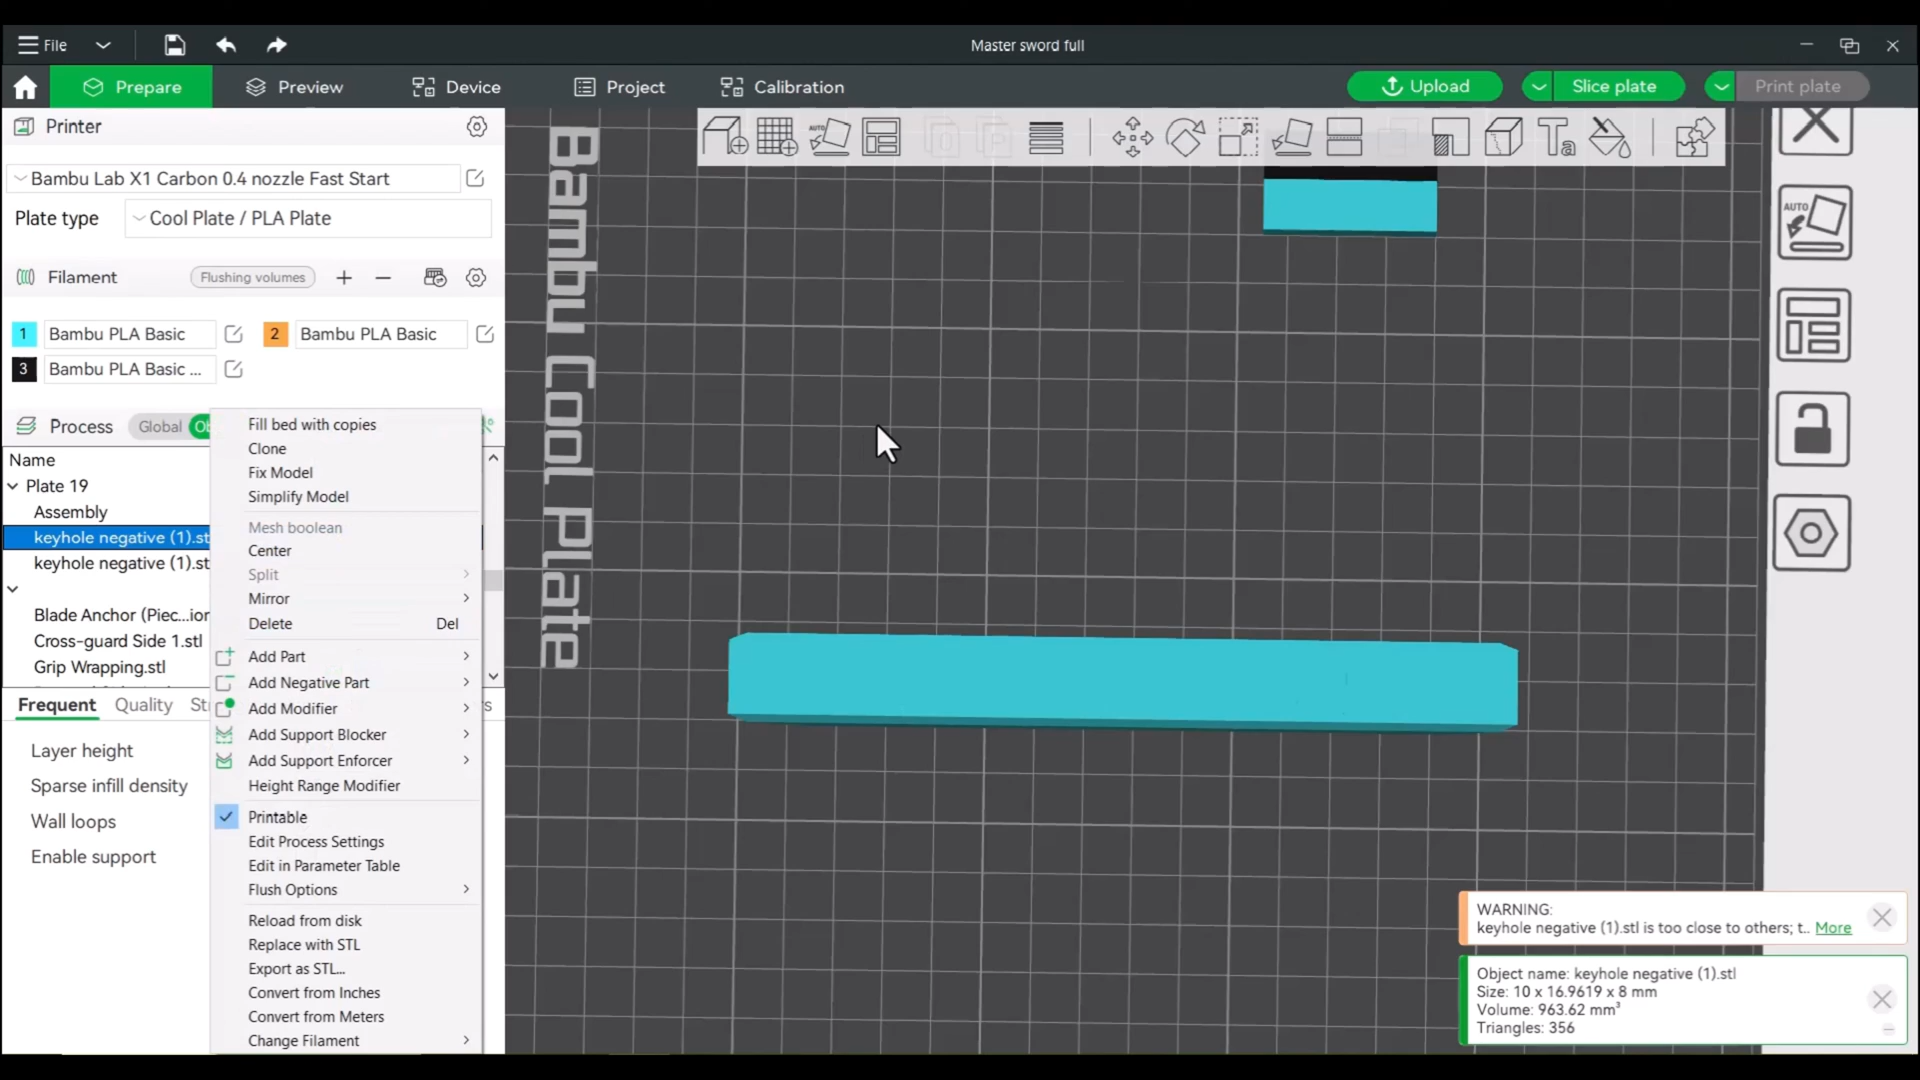 File
Master sword full
Prepare
Preview
Device
Project
Calibration
Upload
Slice plate
Print plate
Printer
Bambu Lab X1 Carbon 0.4 nozzle Fast Start
Plate type
Cool Plate / PLA Plate
Filament
Flushing volumes
1 Bambu PLA Basic
2 Bambu PLA Basic
3 Bambu PLA Basic ...
Process
Global
Ob
Name
Plate 19
Assembly
keyhole negative (1).st
keyhole negative (1).st
Blade Anchor (Piec...ion
Cross-guard Side 1.stl
Grip Wrapping.stl
Frequent
Quality
St
s
Layer height
Sparse infill density
Wall loops
Enable support
Fill bed with copies
Clone
Fix Model
Simplify Model
Mesh boolean
Center
Split
Mirror
Delete Del
Add Part
Add Negative Part
Add Modifier
Add Support Blocker
Add Support Enforcer
Height Range Modifier
Printable
Edit Process Settings
Edit in Parameter Table
Flush Options
Reload from disk
Replace with STL
Export as STL...
Convert from Inches
Convert from Meters
Change Filament
Bambu Cool Plate
AUTO
Ta
AUTO
WARNING:
keyhole negative (1).stl is too close to others; t.. More
Object name: keyhole negative (1).stl
Size: 10 x 16.9619 x 8 mm
Volume: 963.62 mm³
Triangles: 356